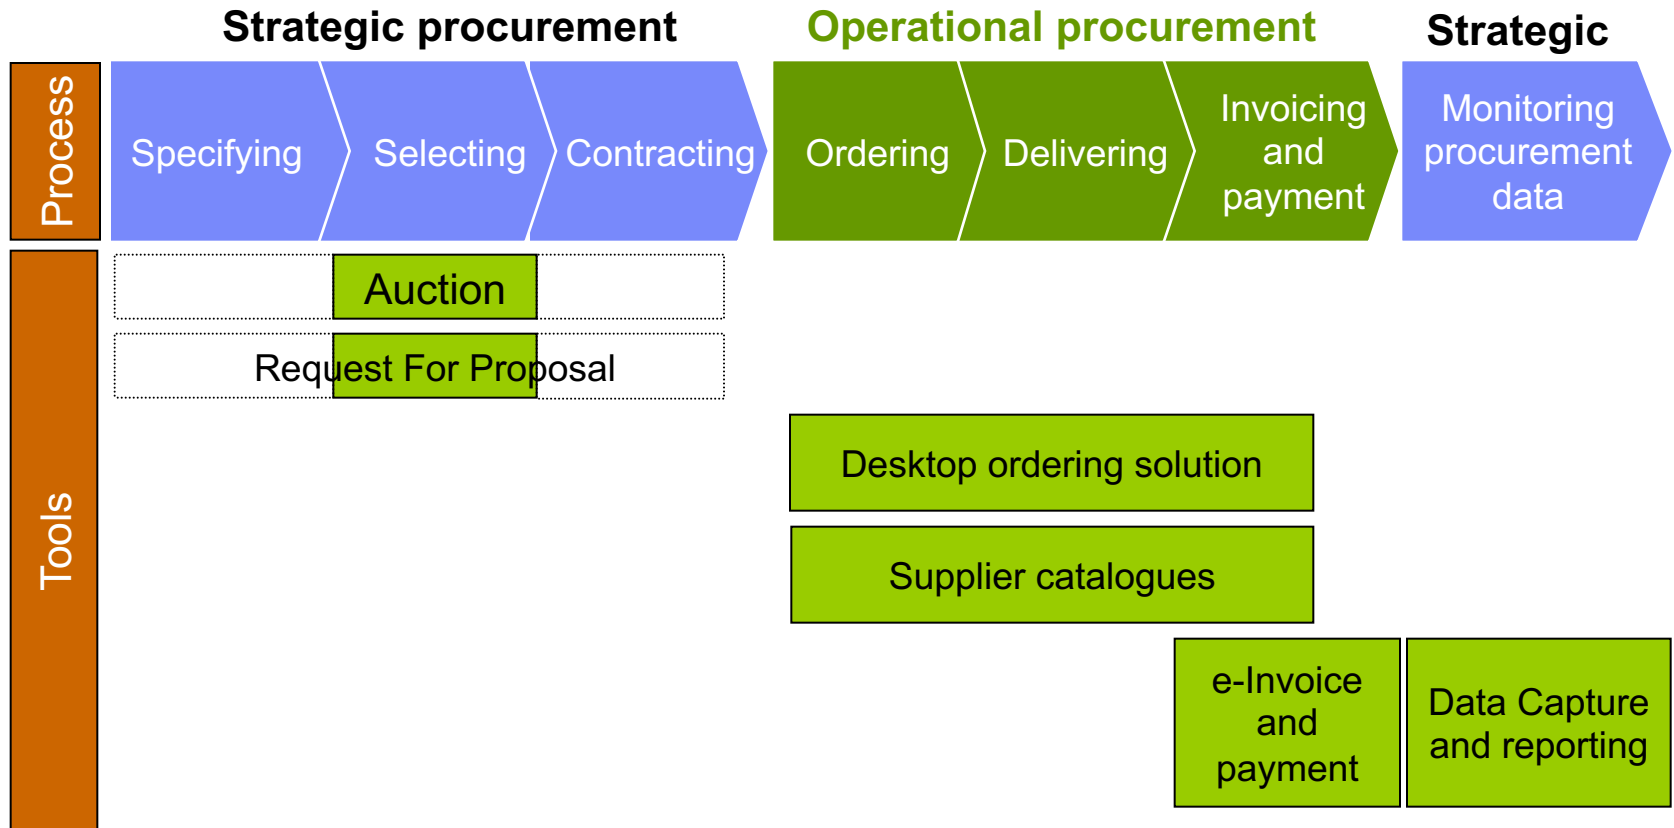 Strategic procurement
Operational procurement
Strategic
Process
Specifying
Selecting
Contracting
Ordering
Delivering
Invoicing
and
payment
Monitoring
procurement
data
Tools
Auction
Request For Proposal
Desktop ordering solution
Supplier catalogues
e-Invoice
and
payment
Data Capture
and reporting